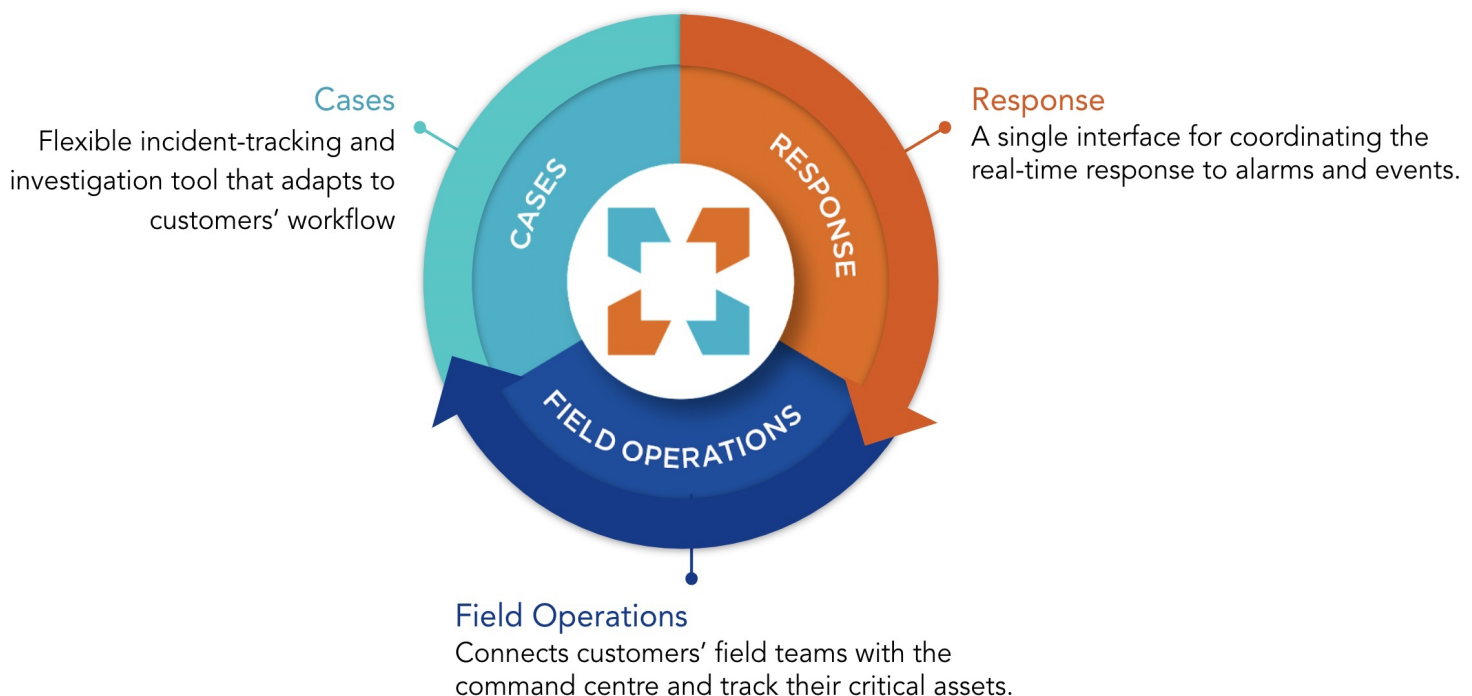 Cases
Flexible incident-tracking and
investigation tool that adapts to
customers’ workflow
CASES
RESPONSE
Response
A single interface for coordinating the
real-time response to alarms and events.
FIELD OPERATIONS
Field Operations
Connects customers’ field teams with the
command centre and track their critical assets.